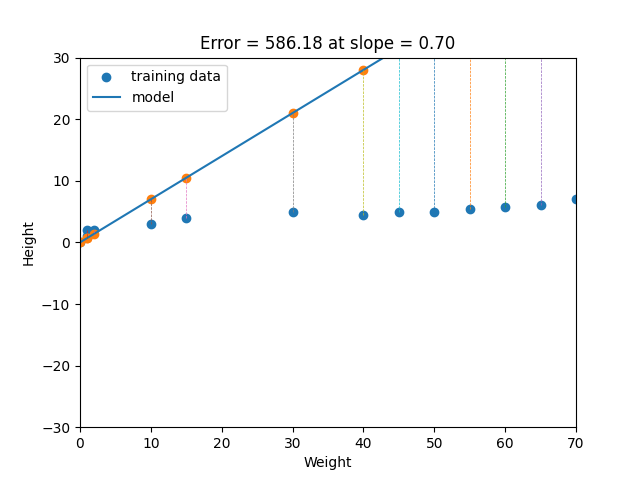 Error = 586.18 at slope = 0.70
training data
model
30
20
10
0
−10
−20
−30
Height
0 10 20 30 40 50 60 70
Weight